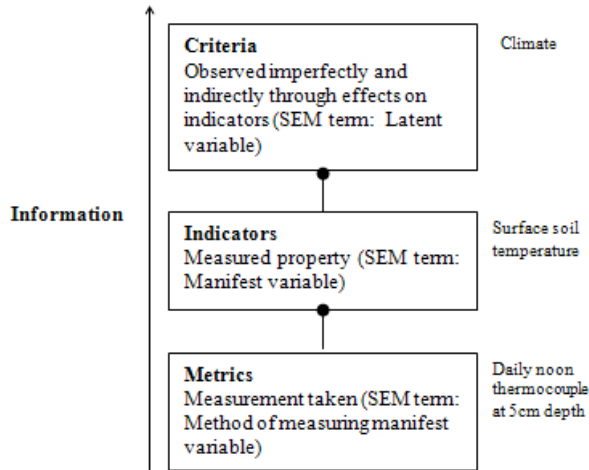 Criteria
Observed imperfectly and
indirectly through effects on
indicators (SEM term: Latent
variable)
Climate
Information
Indicators
Measured property (SEM term:
Manifest variable)
Surface soil
temperature
Metrics
Measurement taken (SEM term:
Method of measuring manifest
variable)
Daily noon
thermocouple
at 5cm depth